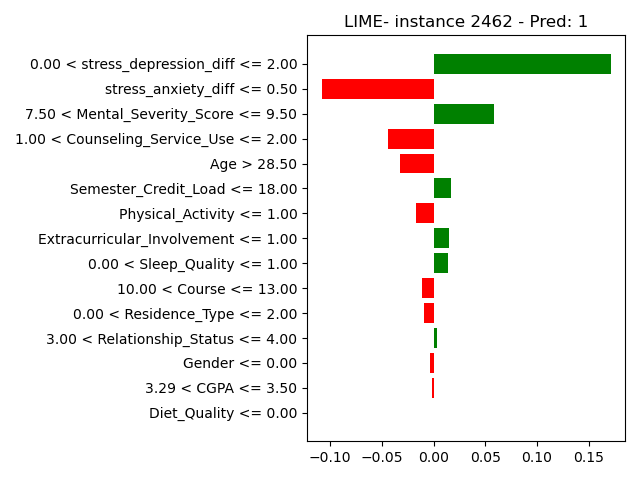 LIME- instance 2462 - Pred: 1
0.00 < stress_depression_diff <= 2.00
stress_anxiety_diff <= 0.50
7.50 < Mental_Severity_Score <= 9.50
1.00 < Counseling_Service_Use <= 2.00
Age > 28.50
Semester_Credit_Load <= 18.00
Physical_Activity <= 1.00
Extracurricular_Involvement <= 1.00
0.00 < Sleep_Quality <= 1.00
10.00 < Course <= 13.00
0.00 < Residence_Type <= 2.00
3.00 < Relationship_Status <= 4.00
Gender <= 0.00
3.29 < CGPA <= 3.50
Diet_Quality <= 0.00
−0.10 −0.05 0.00 0.05 0.10 0.15